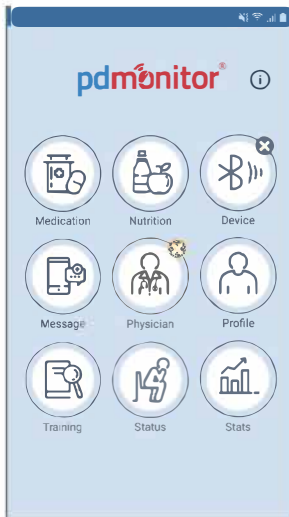 pdmonitor®
Medication Nutrition Device
Message Physician Profile
Training Status Stats